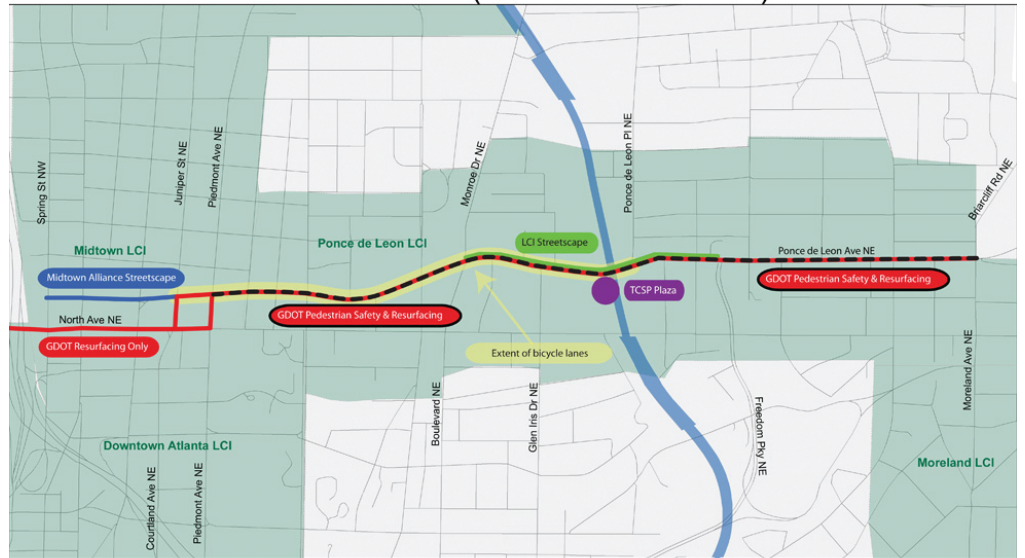 Spring St NW
Juniper St NE
Piedmont Ave NE
Monroe Dr NE
Ponce de Leon Pl NE
Briarcliff Rd NE
Midtown LCI
Ponce de Leon LCI
LCI Streetscape
Ponce de Leon Ave NE
Midtown Alliance Streetscape
TCSP Plaza
GDOT Pedestrian Safety & Resurfacing
North Ave NE
GDOT Pedestrian Safety & Resurfacing
GDOT Resurfacing Only
Extent of bicycle lanes
Boulevard NE
Glen Iris Dr NE
Freedom Pky NE
Moreland Ave NE
Downtown Atlanta LCI
Moreland LCI
Courtland Ave NE
Piedmont Ave NE